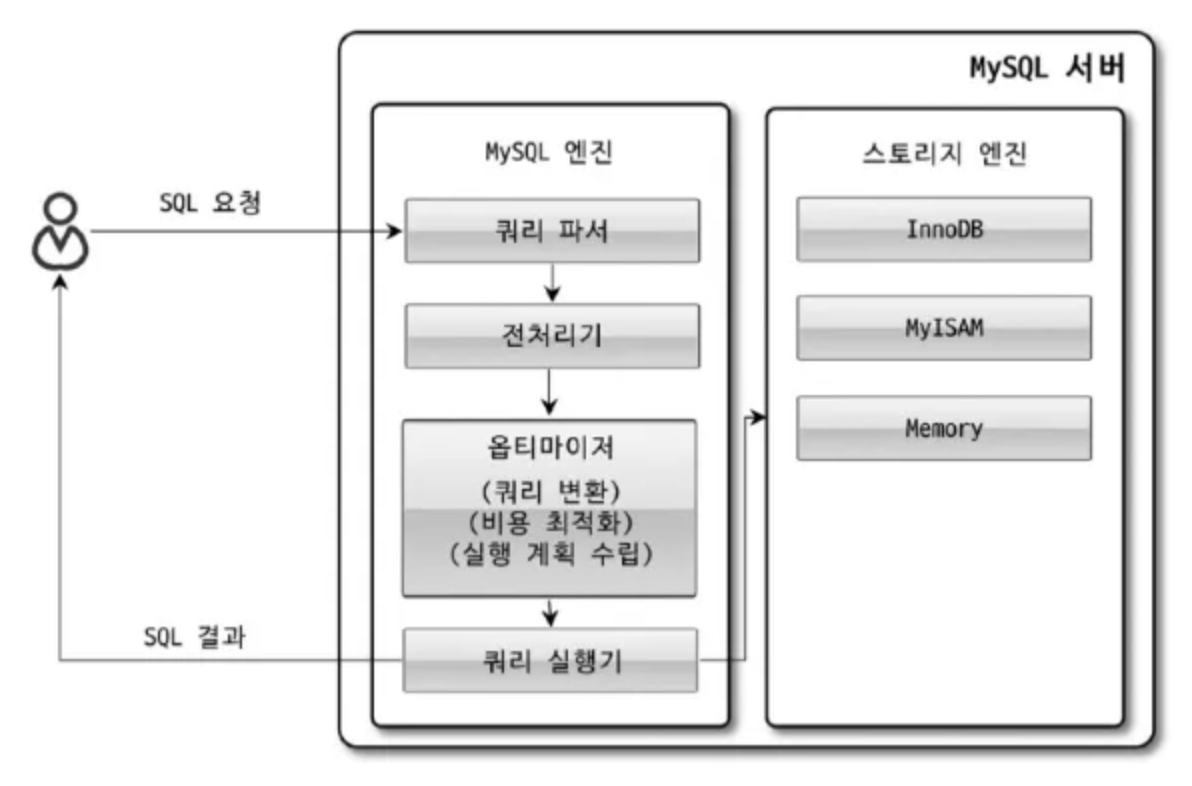 MySQL 서버
MySQL 엔진
스토리지 엔진
SQL 요청
쿼리 파서
InnoDB
전처리기
MyISAM
옵티마이저
(쿼리 변환)
(비용 최적화)
(실행 계획 수립)
Memory
SQL 결과
쿼리 실행기